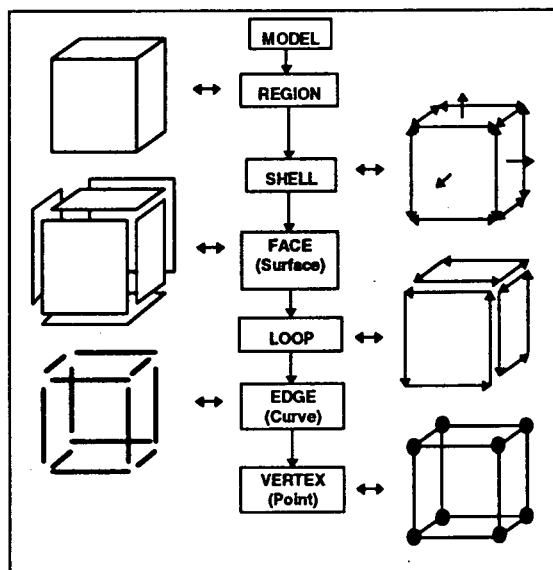 MODEL
REGION
SHELL
FACE
(Surface)
LOOP
EDGE
(Curve)
VERTEX
(Point)